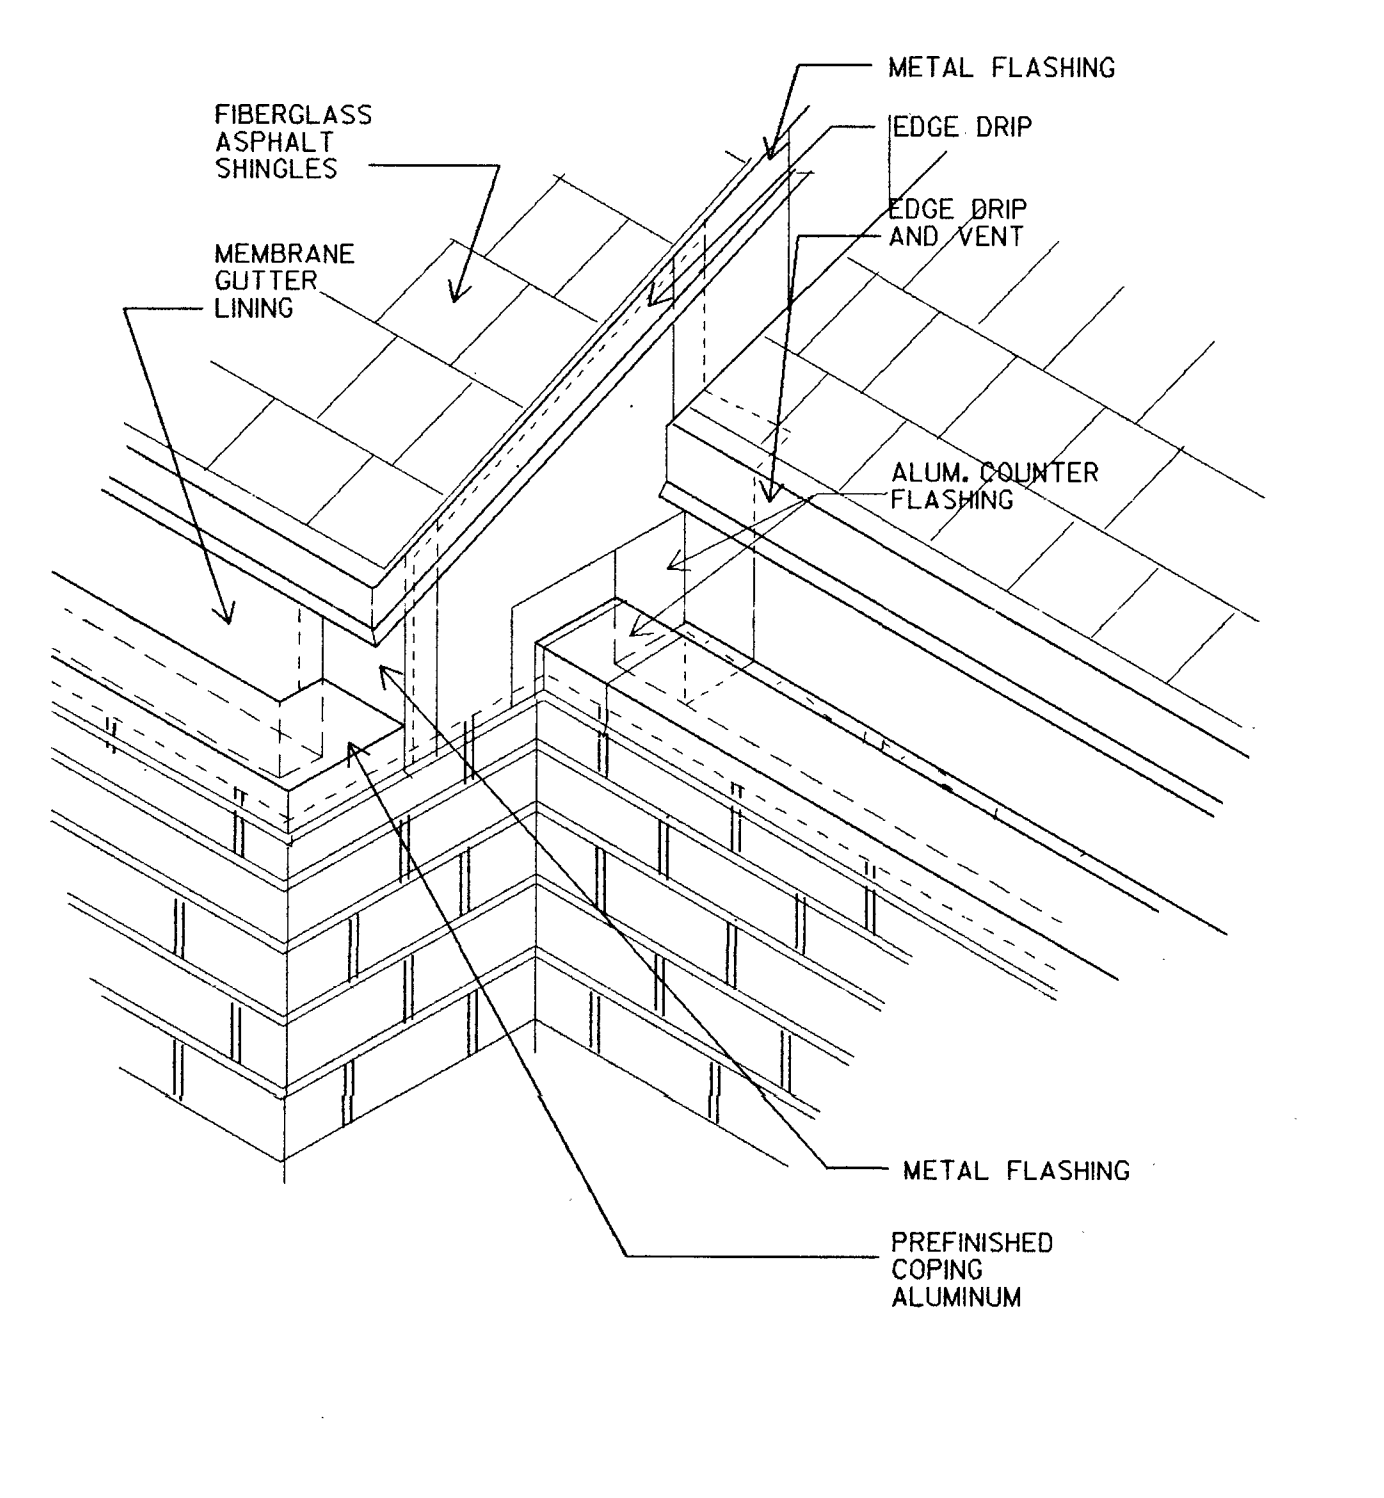 METAL FLASHING
FIBERGLASS
ASPHALT
SHINGLES
EDGE DRIP
EDGE DRIP
AND VENT
MEMBRANE
GUTTER
LINING
ALUM. COUNTER
FLASHING
METAL FLASHING
PREFINISHED
COPING
ALUMINUM